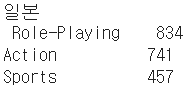 일본
Role-Playing 834
Action 741
Sports 457